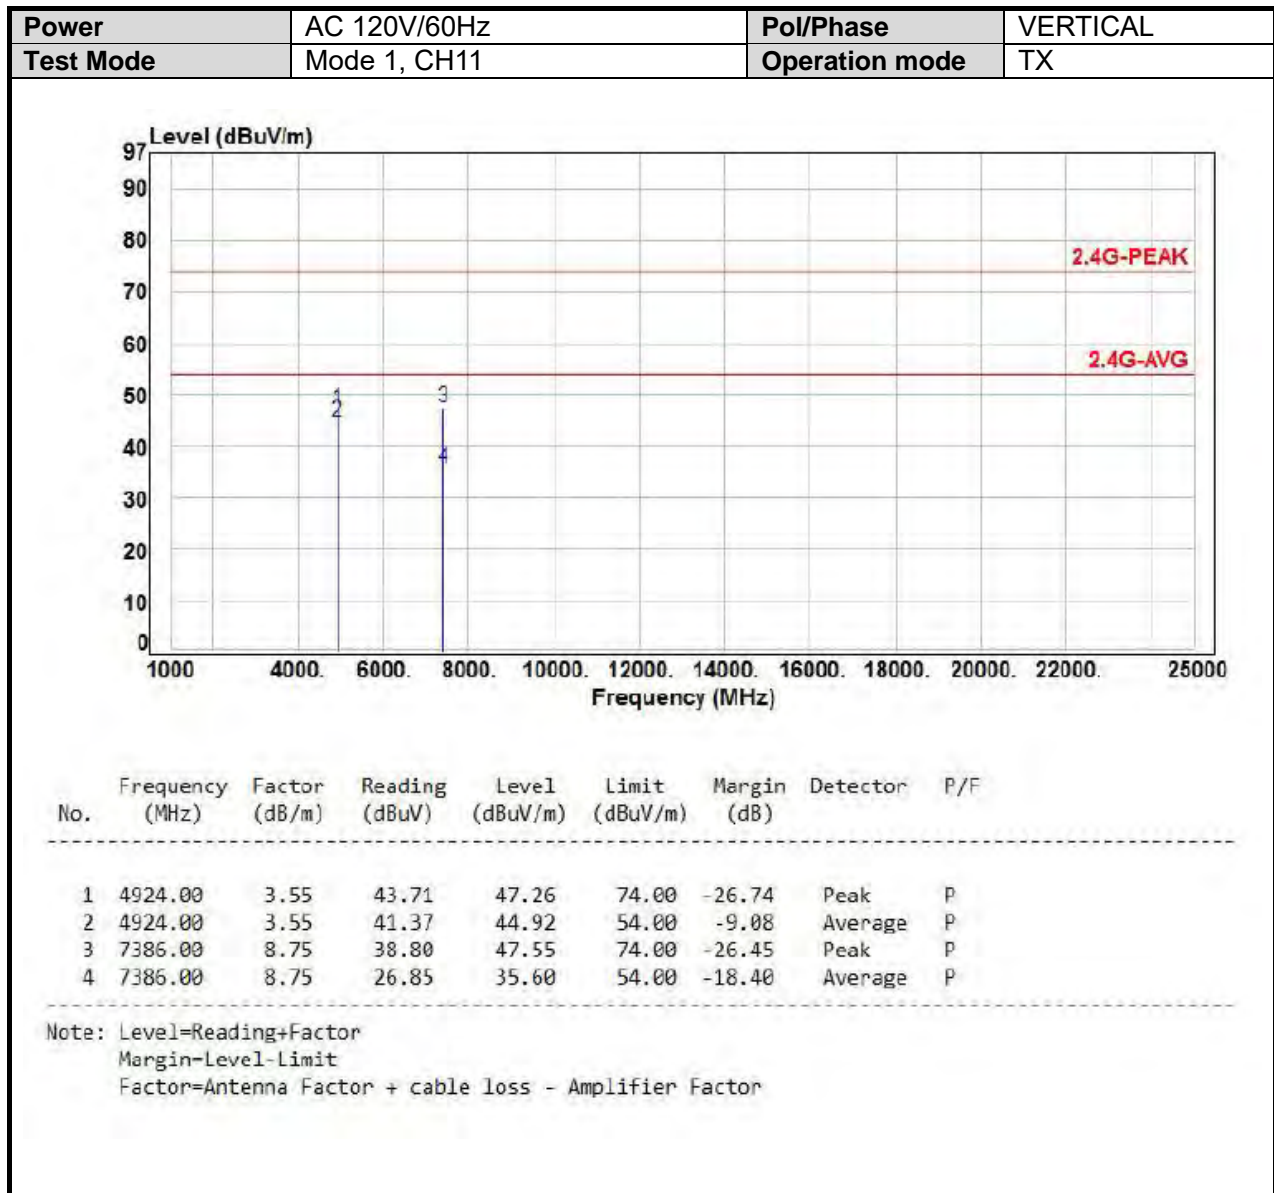 Power AC 120V/60Hz Pol/Phase VERTICAL
Test Mode Mode 1, CH11 Operation mode TX
Level (dBuV/m)
97
90
80
2.4G-PEAK
70
60
2.4G-AVG
50
1
2
3
40
4
30
20
10
0
1000 4000. 6000. 8000. 10000. 12000. 14000. 16000. 18000. 20000. 22000. 25000
Frequency (MHz)
Frequency Factor Reading Level Limit Margin Detector P/F
No. (MHz) (dB/m) (dBuV) (dBuV/m) (dBuV/m) (dB)
1 4924.00 3.55 43.71 47.26 74.00 -26.74 Peak P
2 4924.00 3.55 41.37 44.92 54.00 -9.08 Average P
3 7386.00 8.75 38.80 47.55 74.00 -26.45 Peak P
4 7386.00 8.75 26.85 35.60 54.00 -18.40 Average P
Note: Level=Reading+Factor
Margin=Level-Limit
Factor=Antenna Factor + cable loss - Amplifier Factor